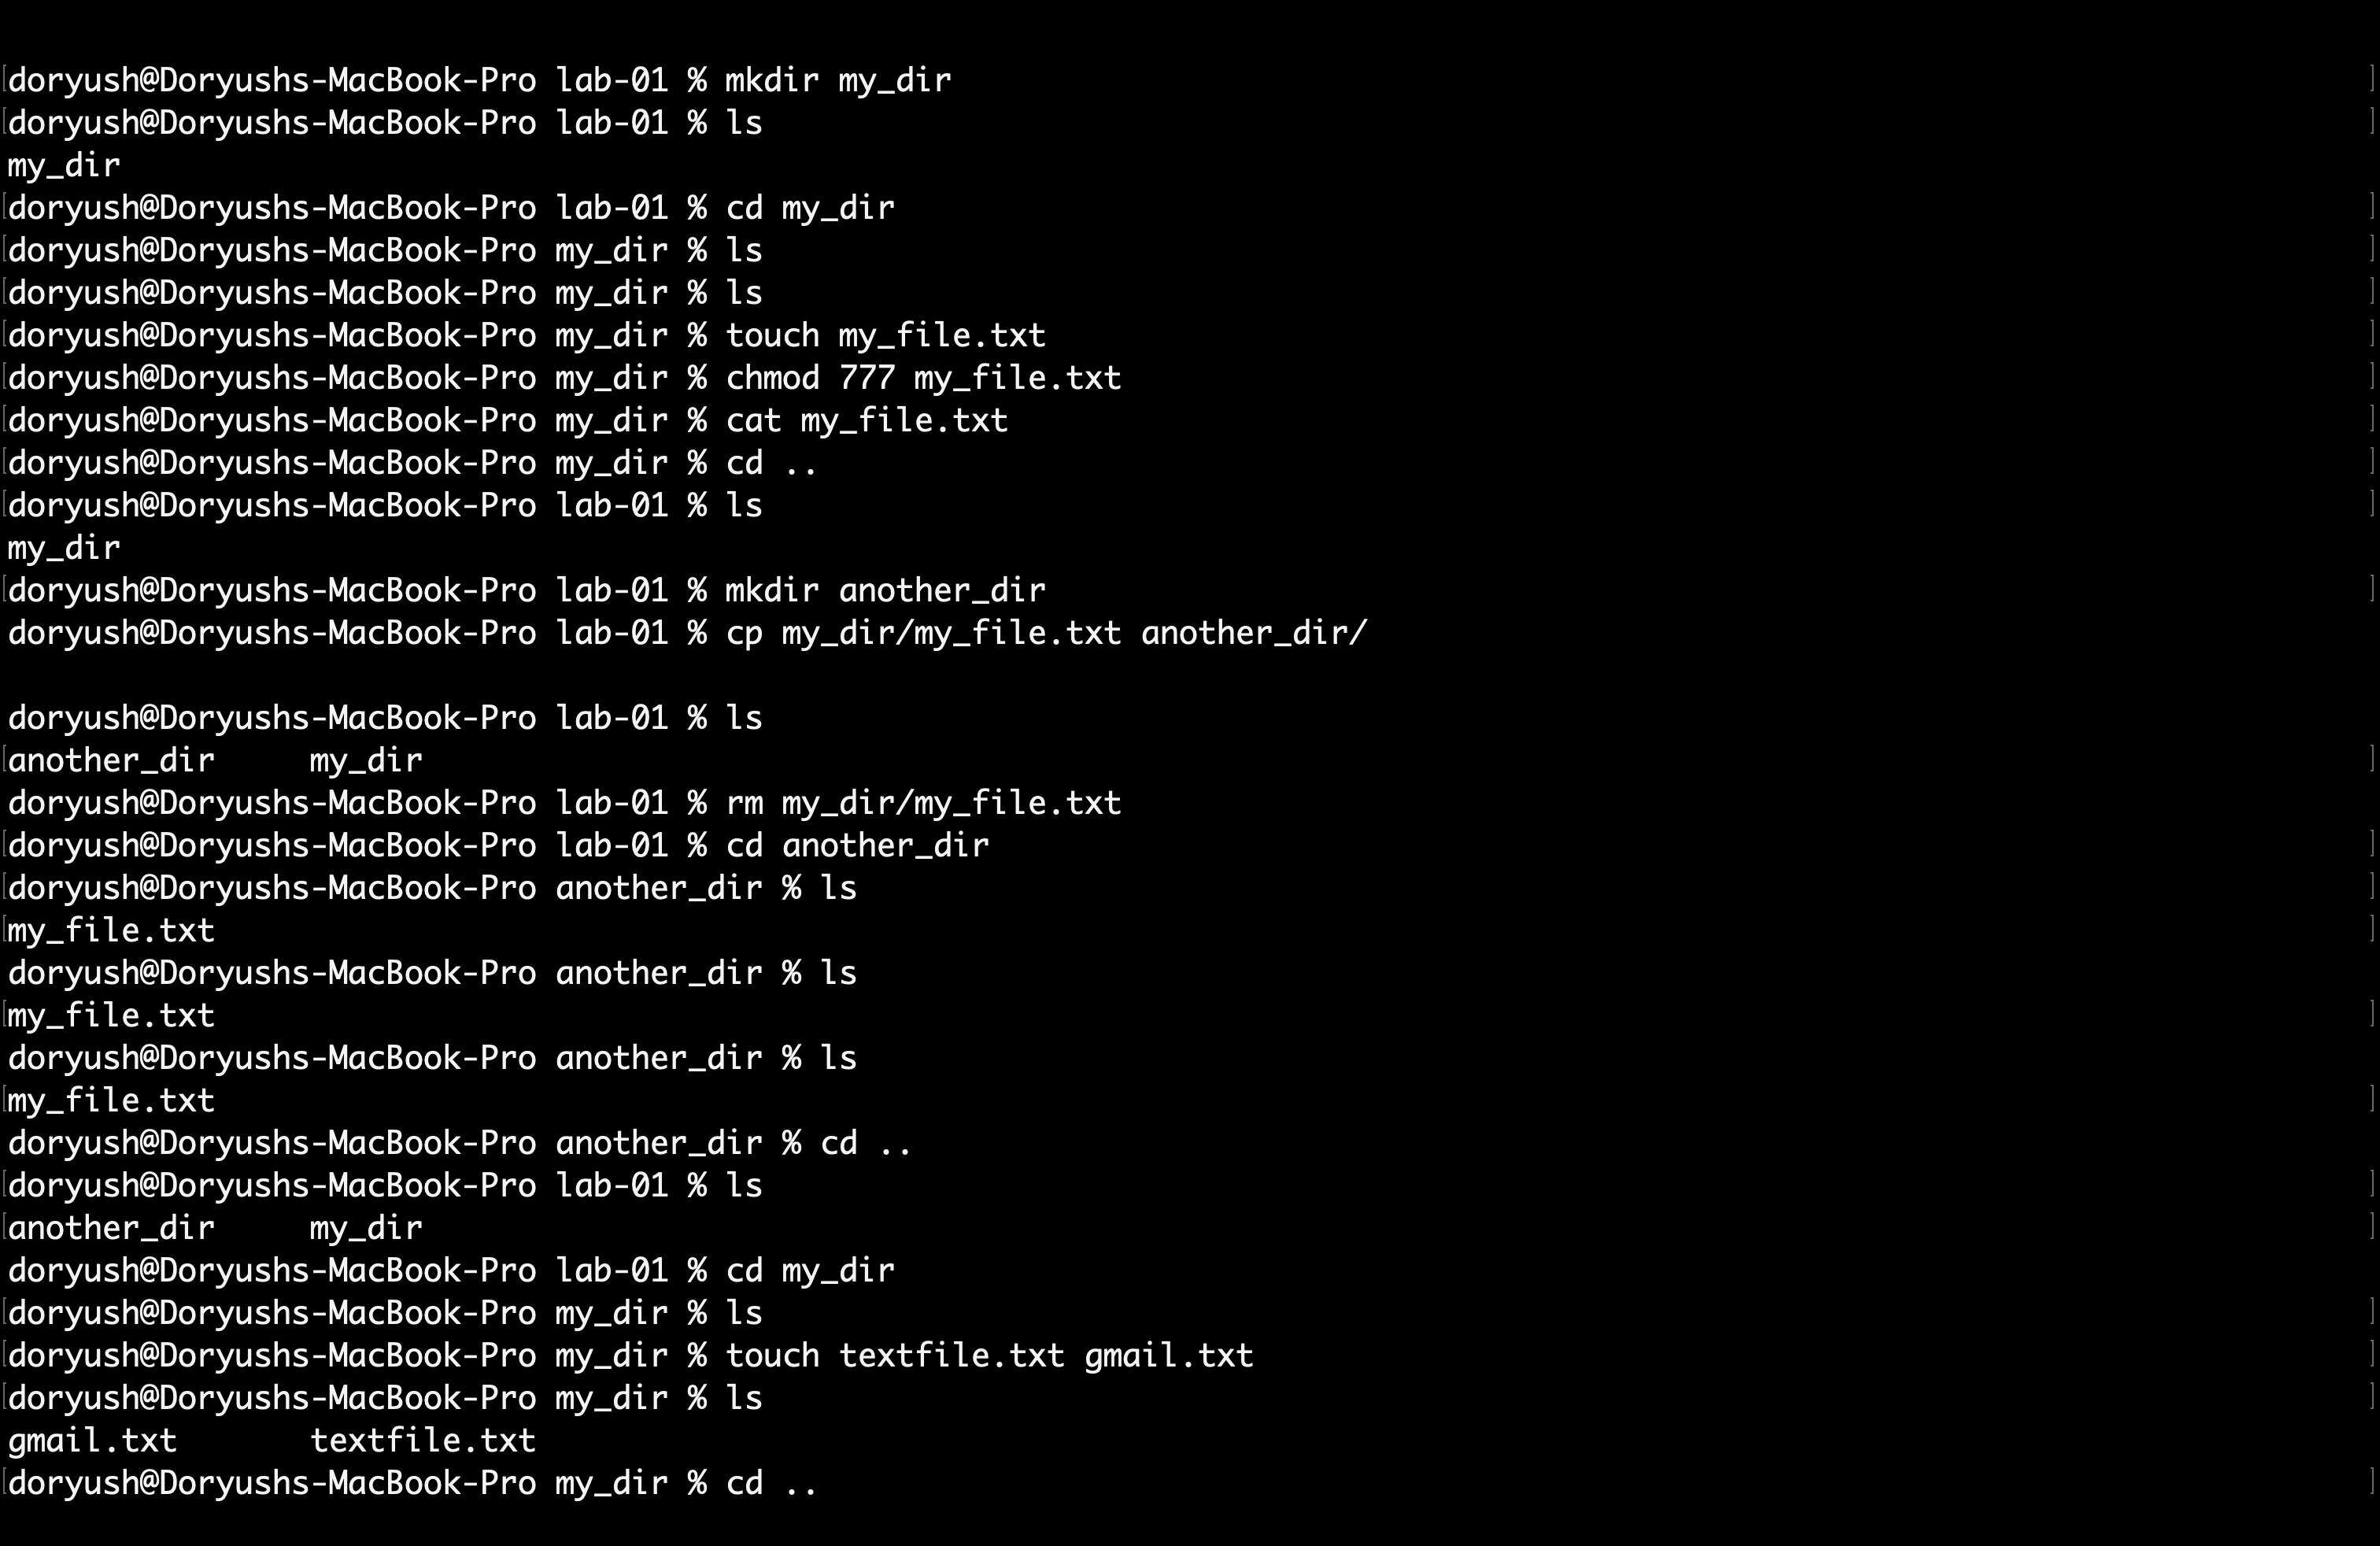 doryush@Doryushs-MacBook-Pro lab-01 % mkdir my_dir
doryush@Doryushs-MacBook-Pro lab-01 % ls
my_dir
doryush@Doryushs-MacBook-Pro lab-01 % cd my_dir
doryush@Doryushs-MacBook-Pro my_dir % ls
doryush@Doryushs-MacBook-Pro my_dir % ls
doryush@Doryushs-MacBook-Pro my_dir % touch my_file.txt
doryush@Doryushs-MacBook-Pro my_dir % chmod 777 my_file.txt
doryush@Doryushs-MacBook-Pro my_dir % cat my_file.txt
doryush@Doryushs-MacBook-Pro my_dir % cd ..
doryush@Doryushs-MacBook-Pro lab-01 % ls
my_dir
doryush@Doryushs-MacBook-Pro lab-01 % mkdir another_dir
doryush@Doryushs-MacBook-Pro lab-01 % cp my_dir/my_file.txt another_dir/
doryush@Doryushs-MacBook-Pro lab-01 % ls
another_dir     my_dir
doryush@Doryushs-MacBook-Pro lab-01 % rm my_dir/my_file.txt
doryush@Doryushs-MacBook-Pro lab-01 % cd another_dir
doryush@Doryushs-MacBook-Pro another_dir % ls
my_file.txt
doryush@Doryushs-MacBook-Pro another_dir % ls
my_file.txt
doryush@Doryushs-MacBook-Pro another_dir % ls
my_file.txt
doryush@Doryushs-MacBook-Pro another_dir % cd ..
doryush@Doryushs-MacBook-Pro lab-01 % ls
another_dir     my_dir
doryush@Doryushs-MacBook-Pro lab-01 % cd my_dir
doryush@Doryushs-MacBook-Pro my_dir % ls
doryush@Doryushs-MacBook-Pro my_dir % touch textfile.txt gmail.txt
doryush@Doryushs-MacBook-Pro my_dir % ls
gmail.txt       textfile.txt
doryush@Doryushs-MacBook-Pro my_dir % cd ..